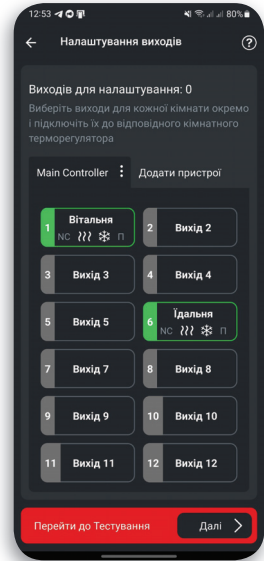 12:53 80%
Налаштування виходів ?
Виходів для налаштування: 0
Виберіть виходи для кожної кімнати окремо
і підключіть їх до відповідного кімнатного
терморегулятора
Main Controller Додати пристрої
1 Вітальня
NC П
2 Вихід 2
3 Вихід 3
4 Вихід 4
5 Вихід 5
6 Їдальня
NC П
7 Вихід 7
8 Вихід 8
9 Вихід 9
10 Вихід 10
11 Вихід 11
12 Вихід 12
Перейти до Тестування Далі